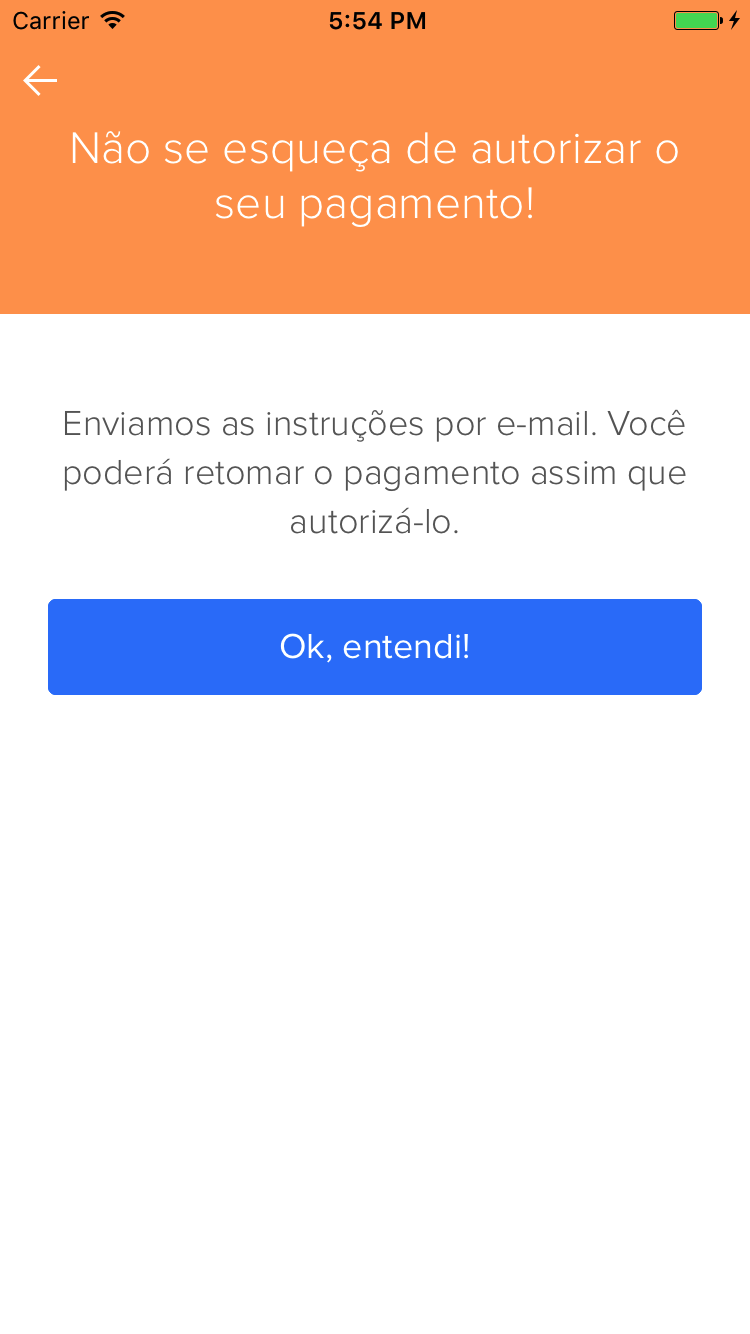 Carrier 5:54 PM
Não se esqueça de autorizar o
seu pagamento!
Enviamos as instruções por e-mail. Você
poderá retomar o pagamento assim que
autorizá-lo.
Ok, entendi!